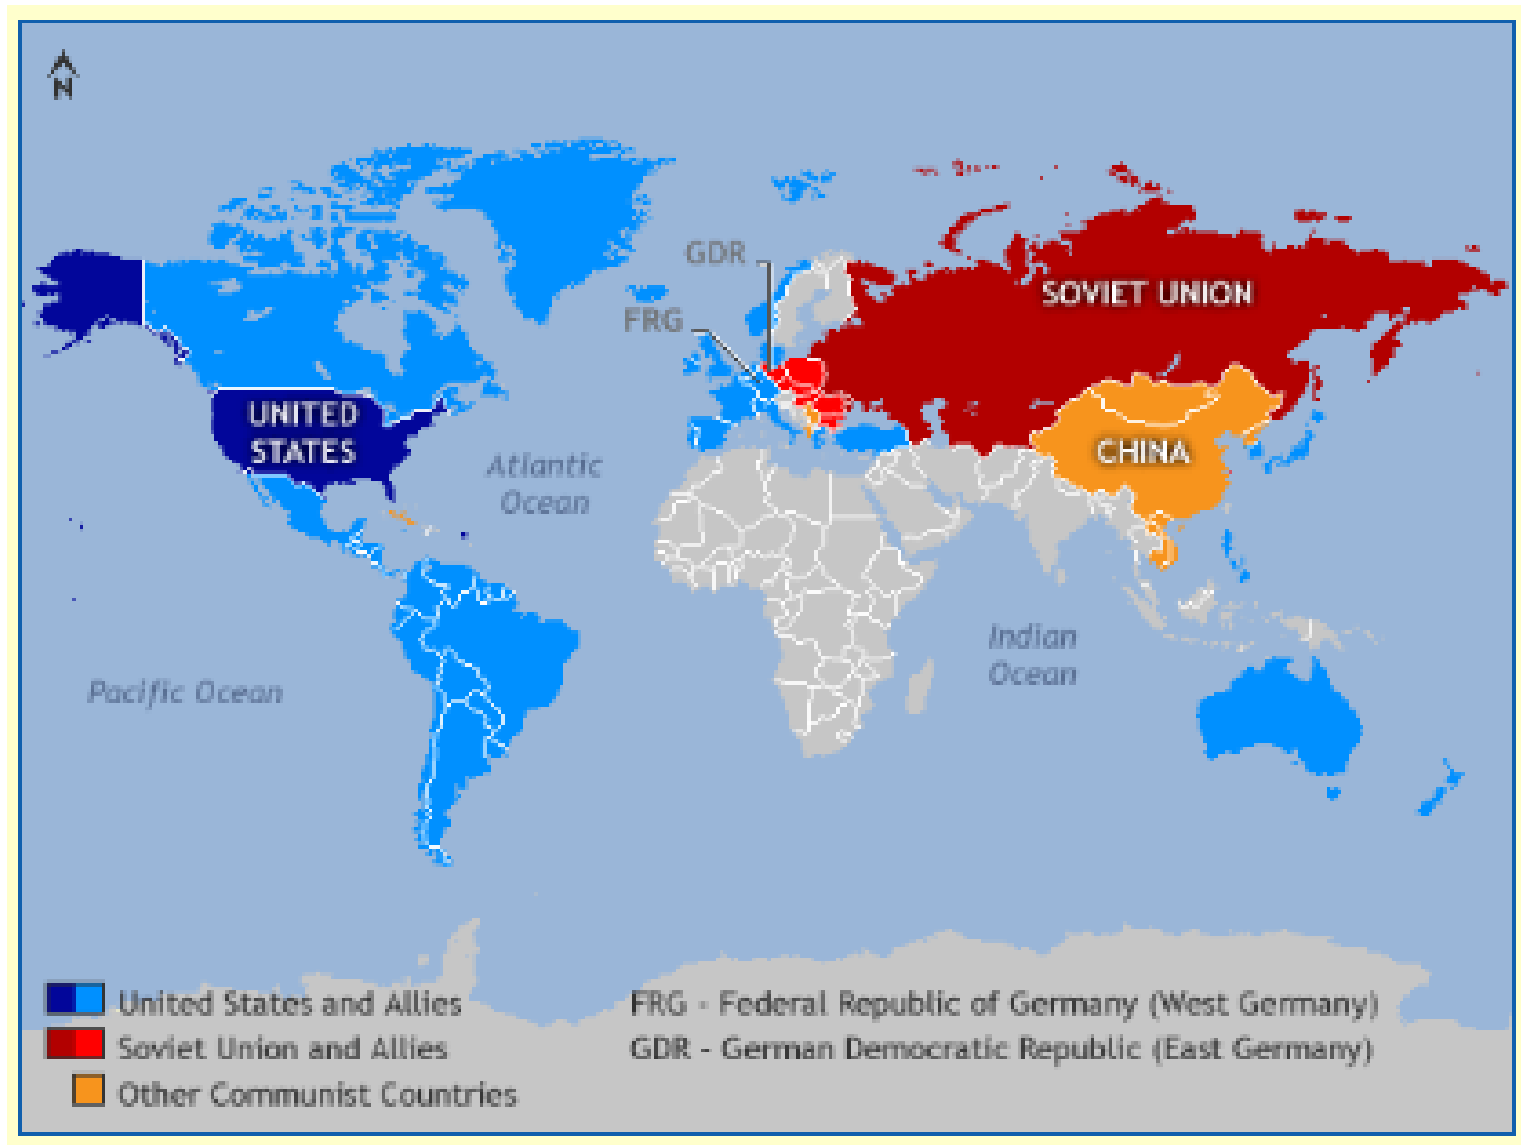 N
GDR
SOVIET UNION
FRG
UNITED
STATES
CHINA
Atlantic
Ocean
Indian
Ocean
Pacific Ocean
United States and Allies
FRG - Federal Republic of Germany (West Germany)
Soviet Union and Allies
GDR - German Democratic Republic (East Germany)
Other Communist Countries